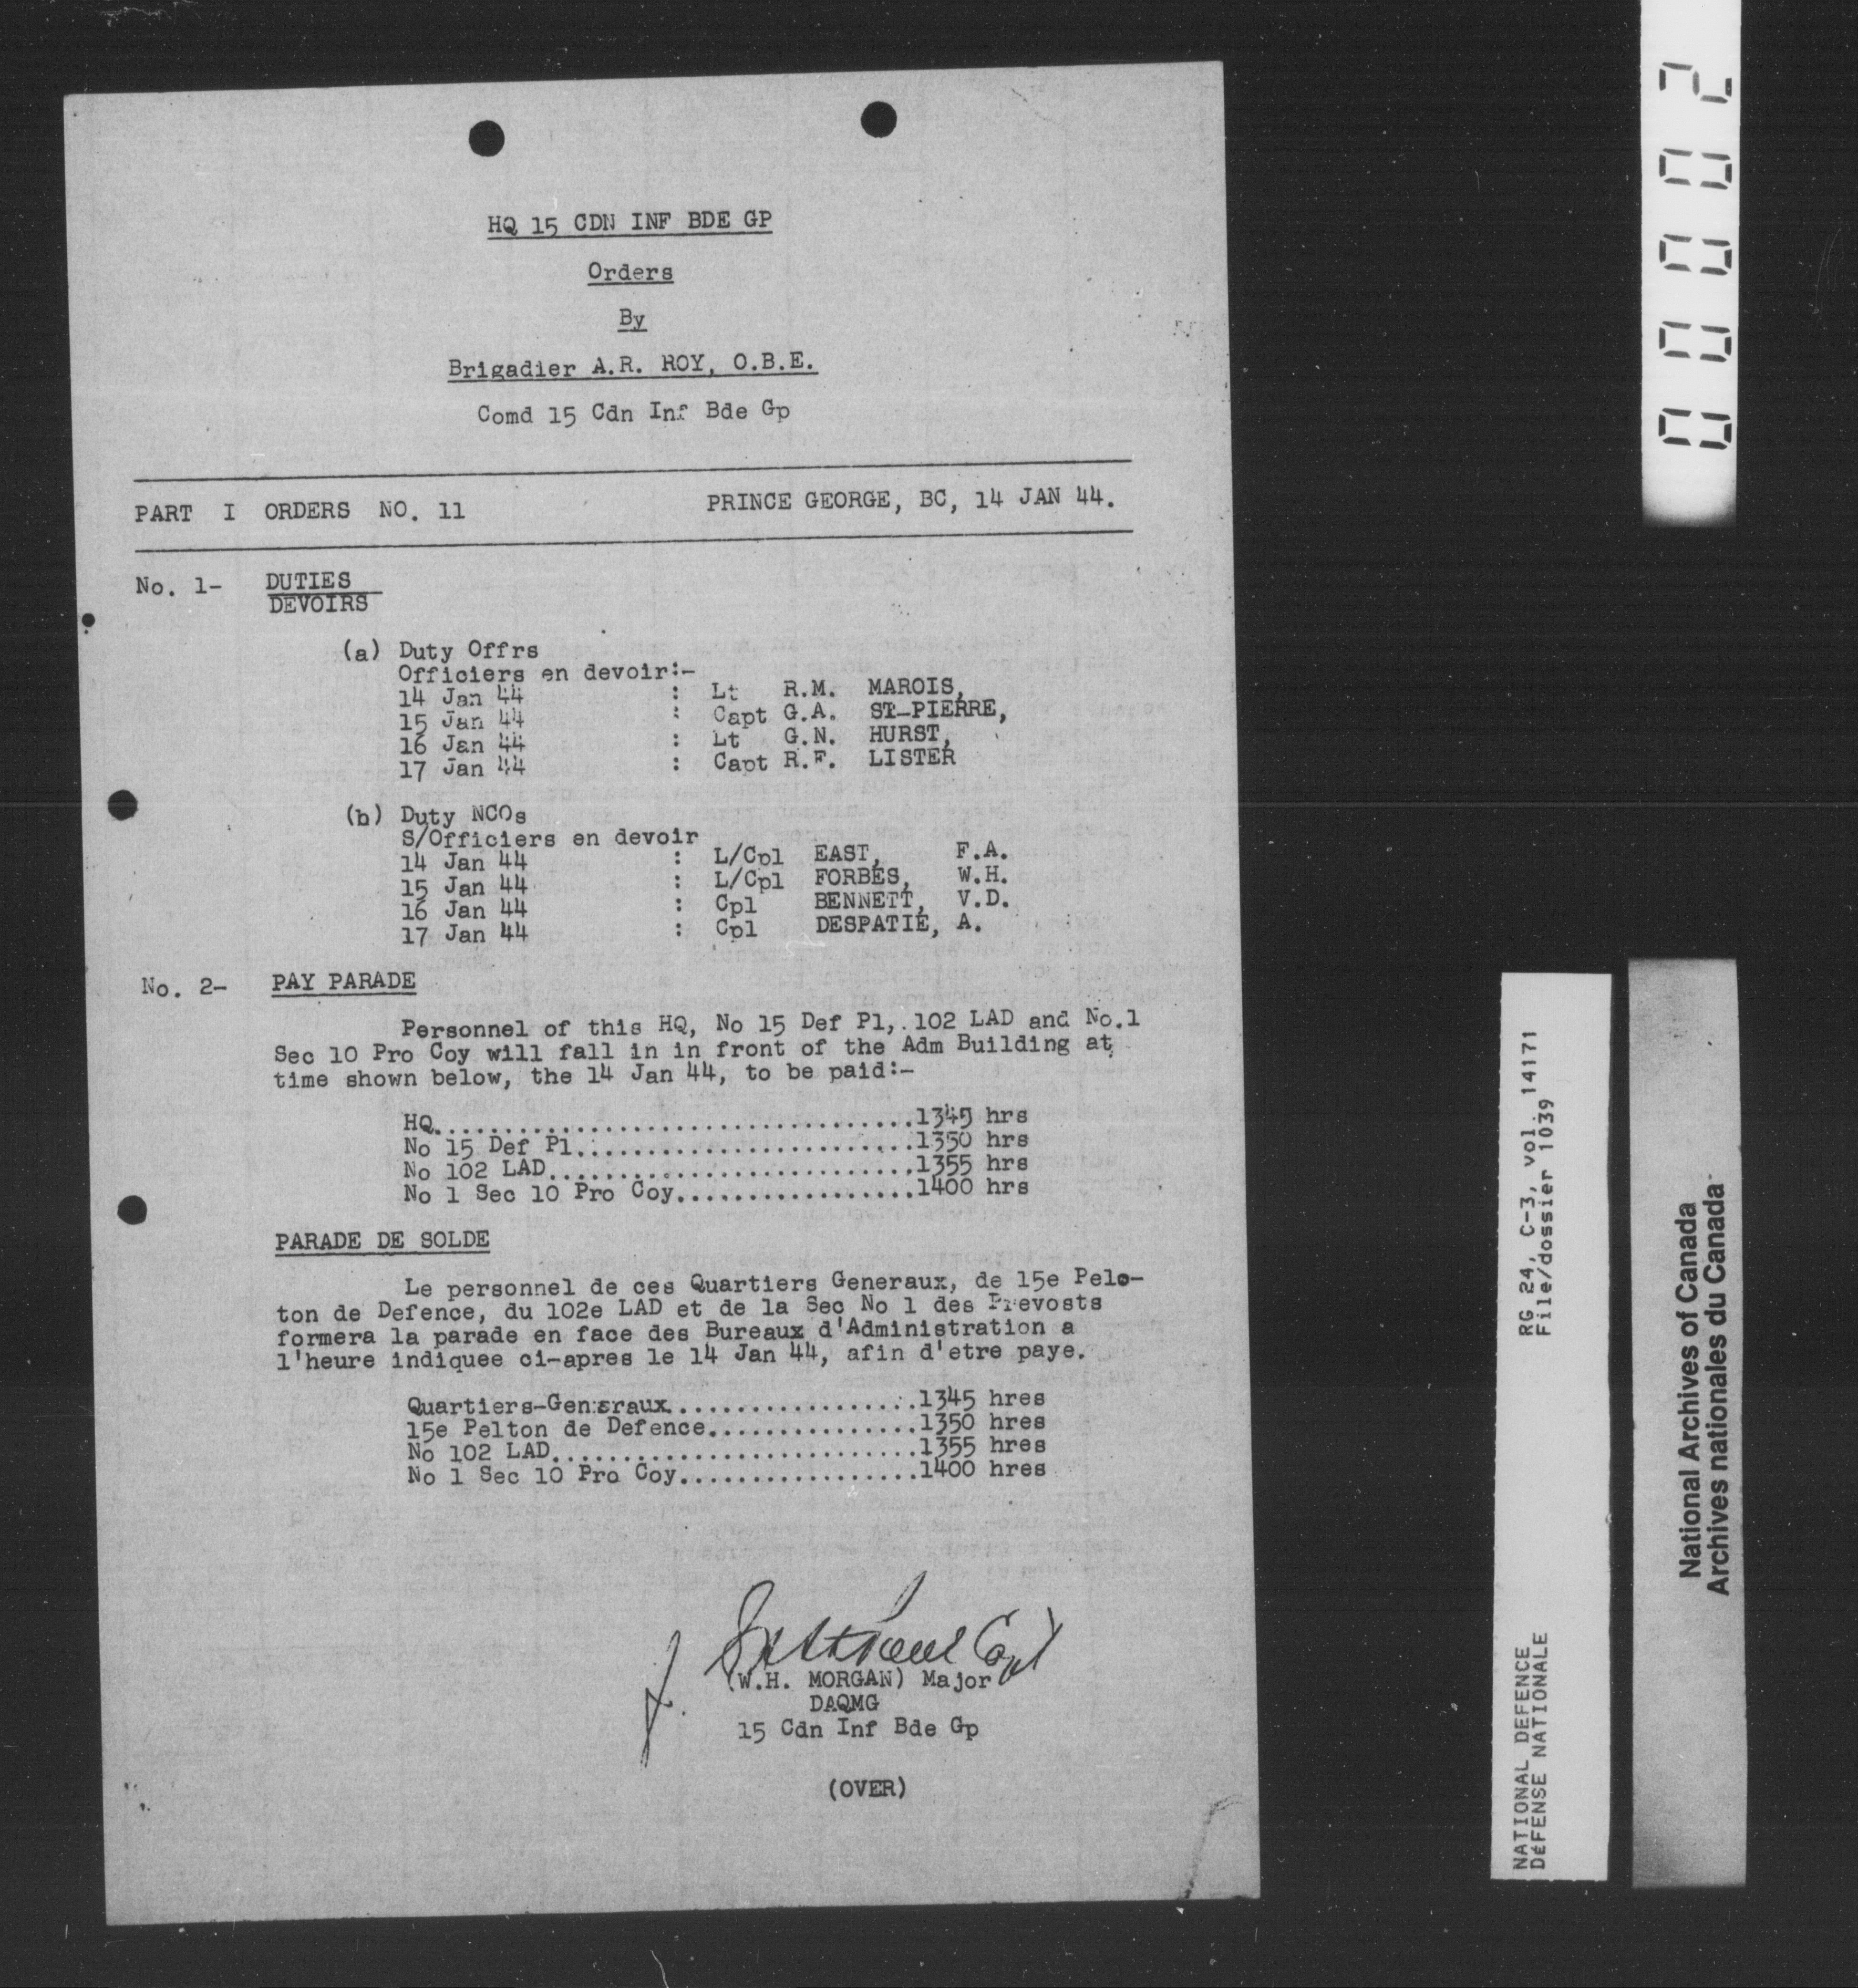 HQ 15 CDN INF BDE GP
Orders
By
Brigadier A.R. ROY, O.B.E.
Comd 15 Cdn Inf Bde Gp
PART I ORDERS NO. 11 PRINCE GEORGE, BC, 14 JAN 44.
No. 1- DUTIES
DEVOIRS
(a) Duty Offrs
Officiers en devoir:-
14 Jan 44 : Lt R.M. MAROIS,
15 Jan 44 : Capt G.A. ST-PIERRE,
16 Jan 44 : Lt G.N. HURST,
17 Jan 44 : Capt R.F. LISTER
(b) Duty NCOs
S/Officiers en devoir
14 Jan 44 : L/Cpl EAST, F.A.
15 Jan 44 : L/Cpl FORBES, W.H.
16 Jan 44 : Cpl BENNETT, V.D.
17 Jan 44 : Cpl DESPATIE, A.
No. 2- PAY PARADE
Personnel of this HQ, No 15 Def Pl, 102 LAD and No.1
Sec 10 Pro Coy will fall in in front of the Adm Building at
time shown below, the 14 Jan 44, to be paid:-
HQ..................................1345 hrs
No 15 Def Pl........................1350 hrs
No 102 LAD..........................1355 hrs
No 1 Sec 10 Pro Coy.................1400 hrs
PARADE DE SOLDE
Le personnel de ces Quartiers Generaux, de 15e Pelo-
ton de Defence, du 102e LAD et de la Sec No 1 des Prevosts
formera la parade en face des Bureaux d'Administration a
l'heure indiquee ci-apres le 14 Jan 44, afin d'etre paye.
Quartiers-Generaux..................1345 hres
15e Pelton de Defence...............1350 hres
No 102 LAD..........................1355 hres
No 1 Sec 10 Pro Coy.................1400 hres
Capt
(W.H. MORGAN) Major
DAQMG
15 Cdn Inf Bde Gp
(OVER)
00002
NATIONAL DEFENCE RG 24, C-3, vol. 14171
DéFENSE NATIONALE File/dossier 1039
National Archives of Canada
Archives nationales du Canada